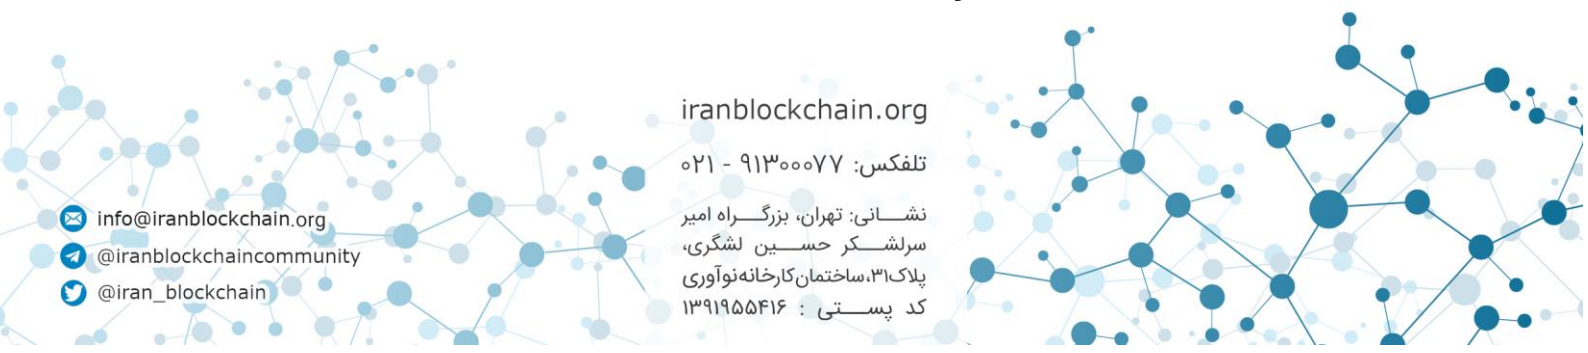 iranblockchain.org
تلفکس: ۹۱۳۰۰۰۷۷ - ۰۲۱
نشـــانی: تهران، بزرگـــراه امیر
سرلشـــکر حســـین لشگری،
پلاک۳۱،ساختمان‌کارخانه‌نوآوری
کد پســـتی : ۱۳۹۱۹۵۵۴۱۶
info@iranblockchain.org
@iranblockchaincommunity
@iran_blockchain